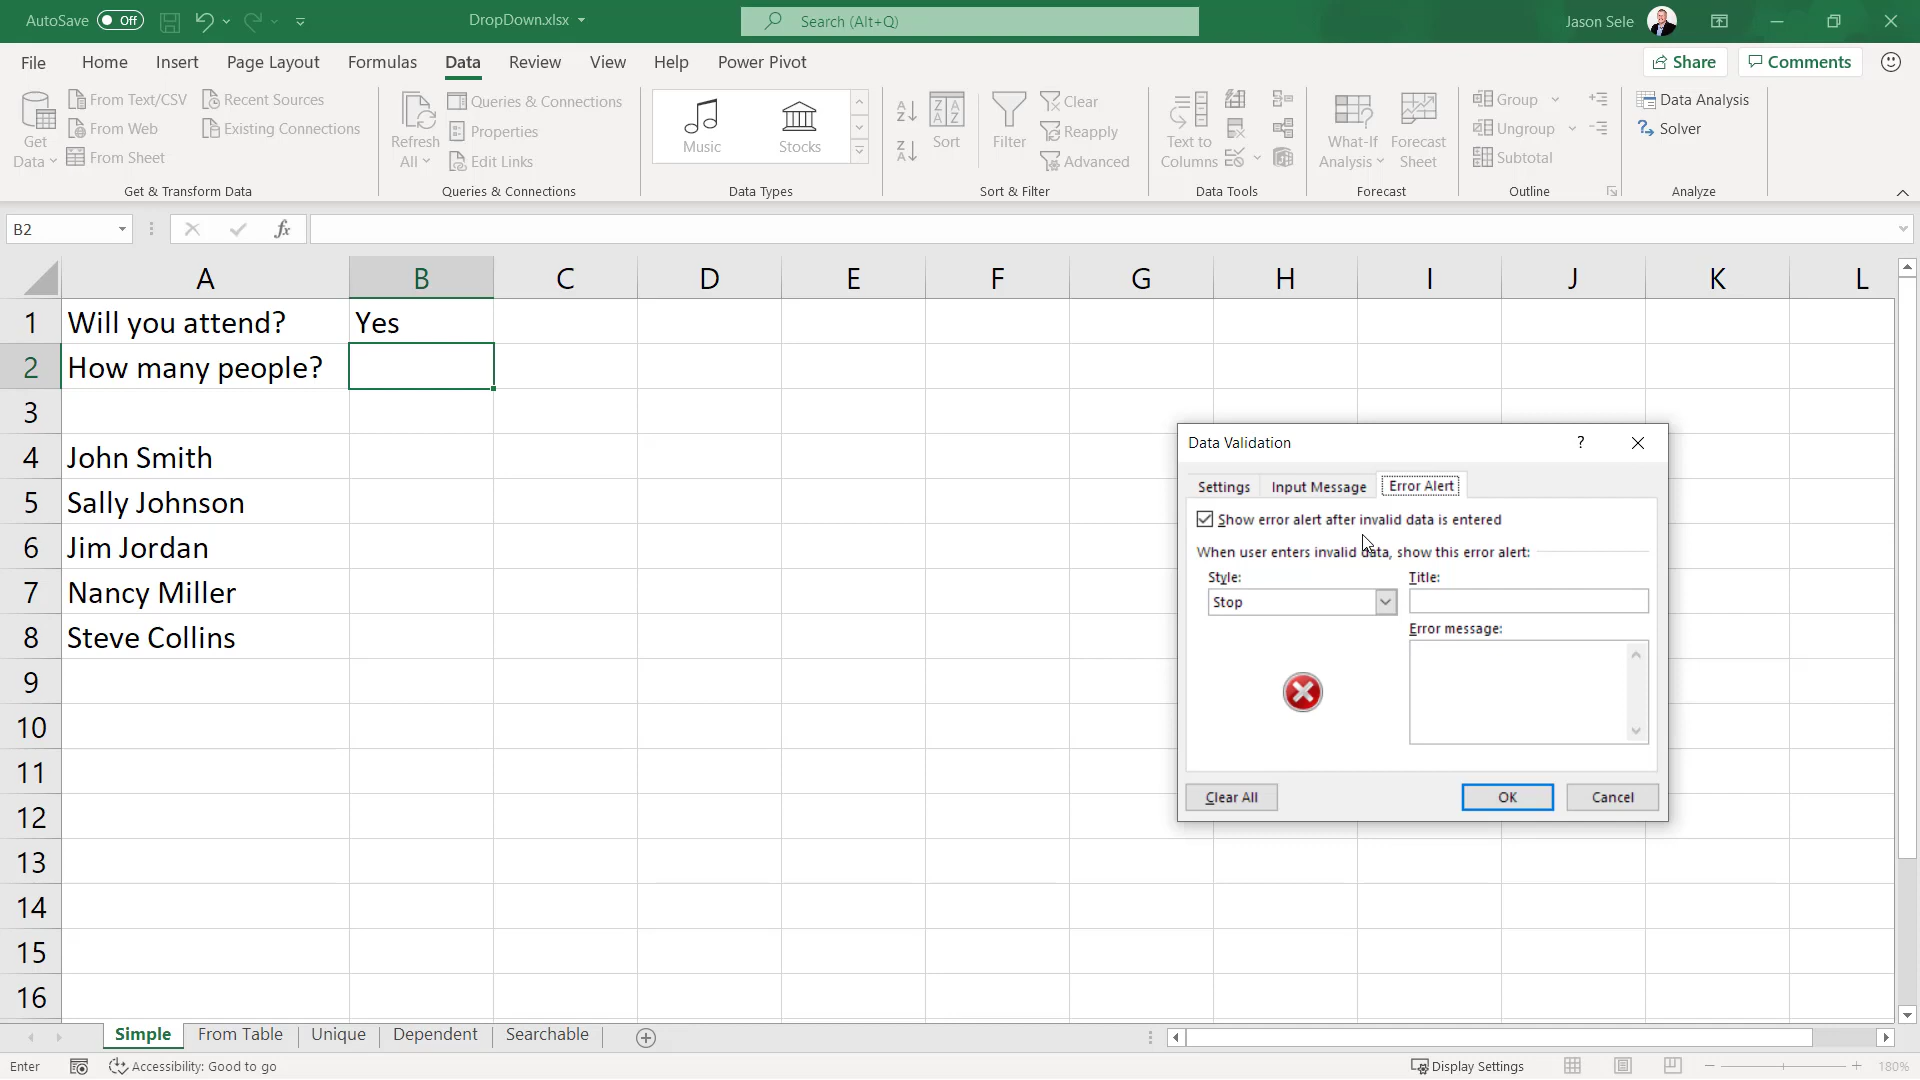 AutoSave Off
DropDown.xlsx
Search (Alt+Q)
Jason Sele
File Home Insert Page Layout Formulas Data Review View Help Power Pivot
Share
Comments
Get Data
From Text/CSV
From Web
From Sheet
Recent Sources
Existing Connections
Get & Transform Data
Refresh All
Queries & Connections
Properties
Edit Links
Queries & Connections
Music
Stocks
Data Types
Sort
Filter
Clear
Reapply
Advanced
Sort & Filter
Text to Columns
Data Tools
What-If Analysis
Forecast Sheet
Forecast
Group
Ungroup
Subtotal
Outline
Data Analysis
Solver
Analyze
B2
fx
A B C D E F G H I J K L
1 Will you attend? Yes
2 How many people?
3
4 John Smith
5 Sally Johnson
6 Jim Jordan
7 Nancy Miller
8 Steve Collins
9
10
11
12
13
14
15
16
Data Validation ?
Settings Input Message Error Alert
Show error alert after invalid data is entered
When user enters invalid data, show this error alert:
Style: Title:
Stop
Error message:
Clear All OK Cancel
Simple From Table Unique Dependent Searchable
Enter Accessibility: Good to go Display Settings 180%